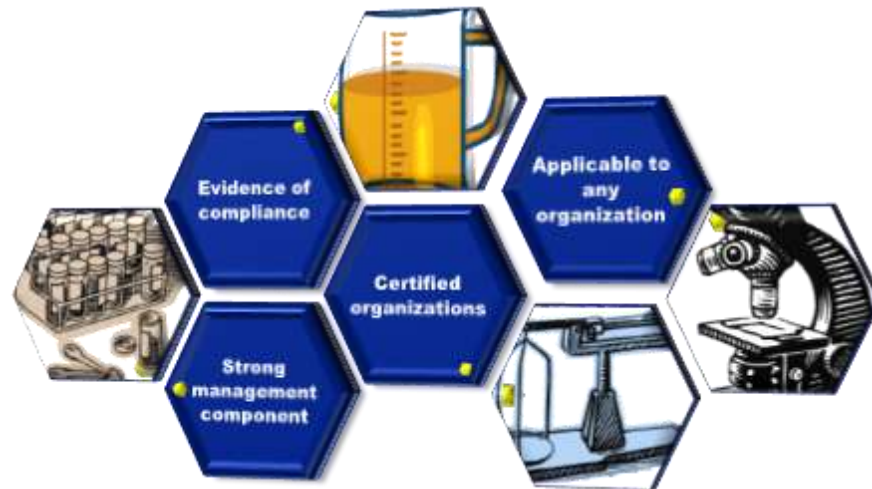 Evidence of
compliance
Applicable to
any
organization
Certified
organizations
Strong
management
component